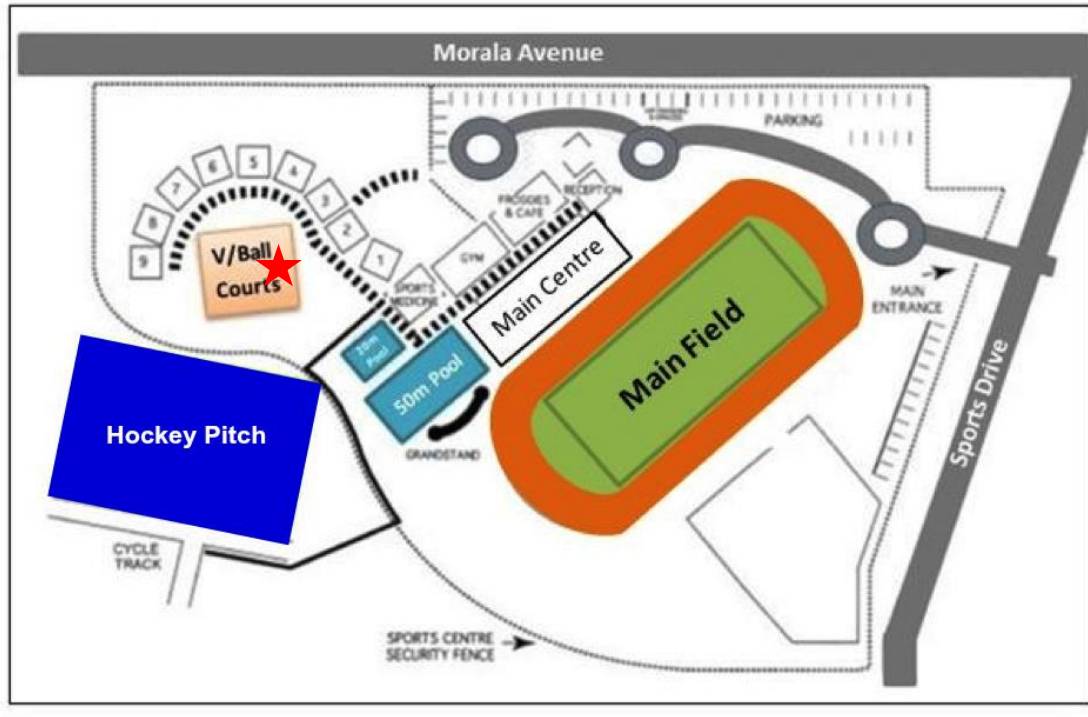 Morala Avenue
PARKING
6
5
4
7
3
8
2
9
1
V/Ball
Courts
FROGGIES
& CAFE
RECEPTION
GYM
SPORTS
MEDICINE
Main Centre
20m
Pool
50m Pool
GRANDSTAND
Main Field
MAIN
ENTRANCE
Sports Drive
Hockey Pitch
CYCLE
TRACK
SPORTS CENTRE
SECURITY FENCE